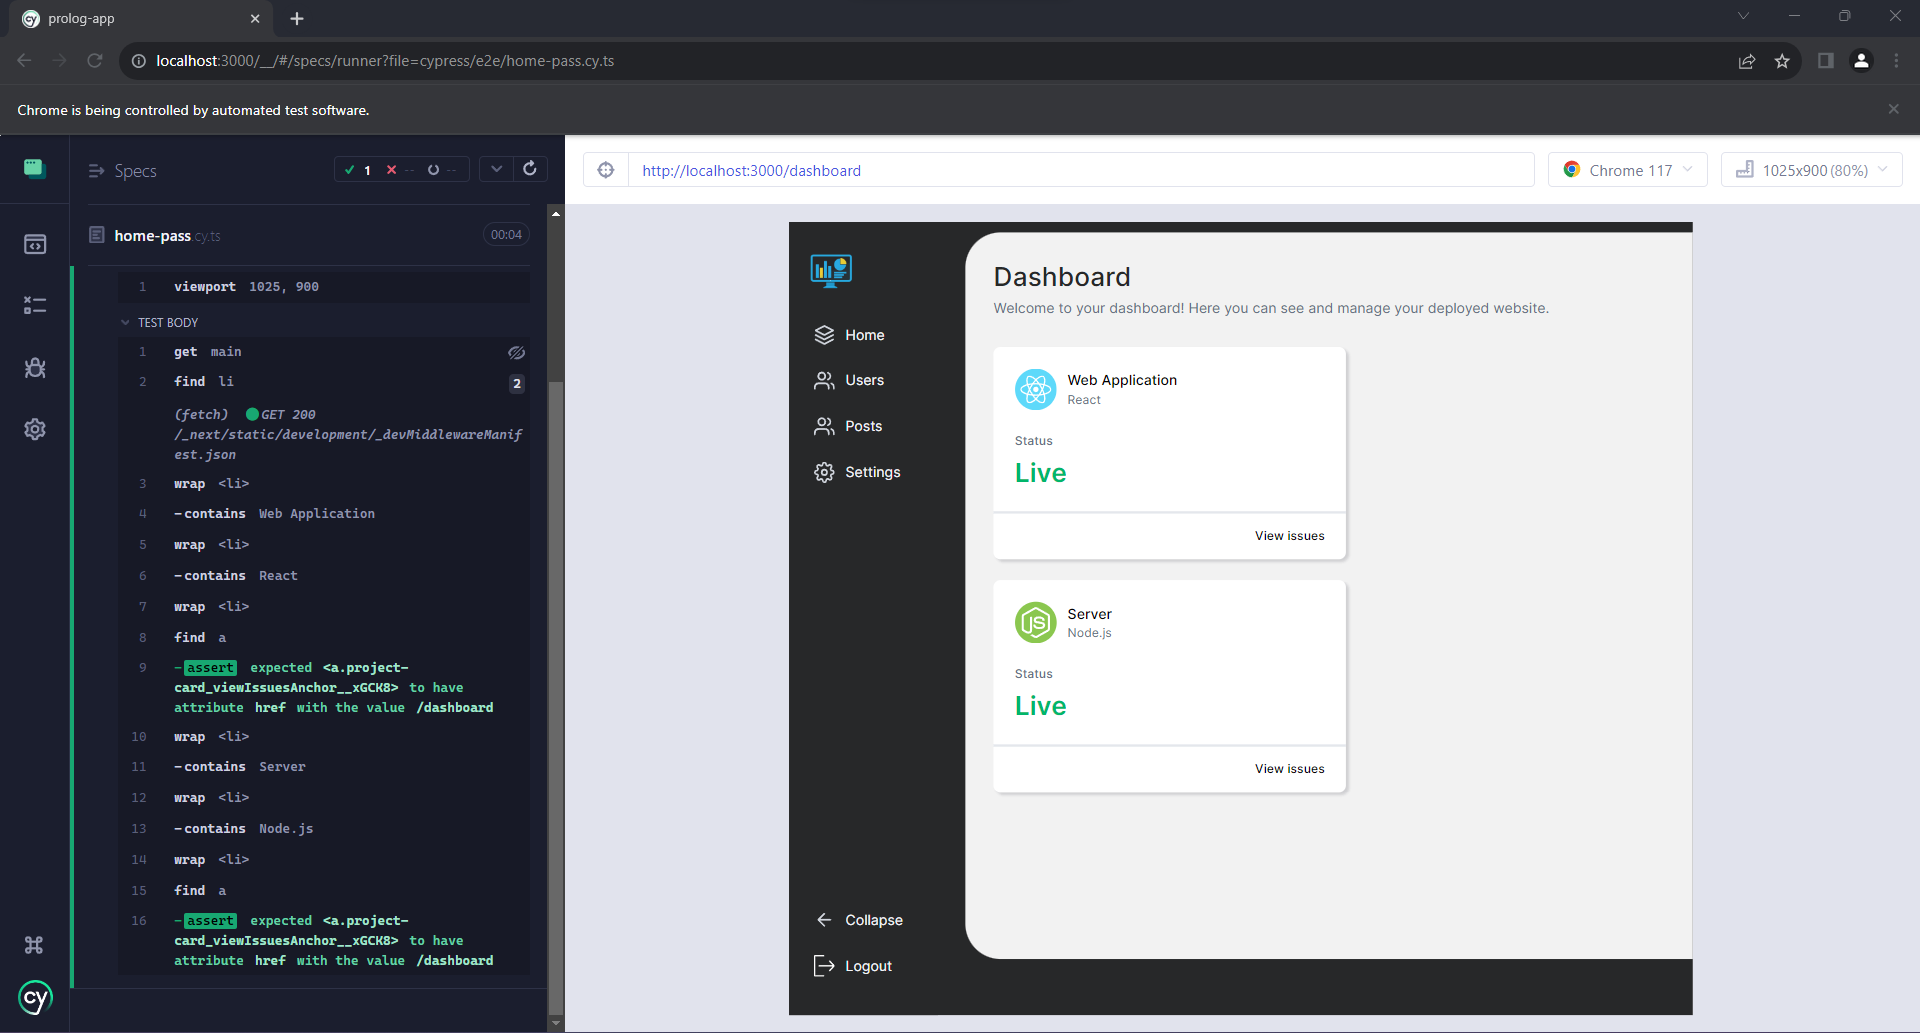 prolog-app
localhost:3000/__/#/specs/runner?file=cypress/e2e/home-pass.cy.ts
Chrome is being controlled by automated test software.
Specs
1 -- --
http://localhost:3000/dashboard
Chrome 117
1025x900 (80%)
home-pass.cy.ts
00:04
1 viewport 1025, 900
TEST BODY
1 get main
2 find li 2
(fetch) GET 200
/_next/static/development/_devMiddlewareManif
est.json
3 wrap <li>
4 -contains Web Application
5 wrap <li>
6 -contains React
7 wrap <li>
8 find a
9 -assert expected <a.project-
card_viewIssuesAnchor__xGCK8> to have
attribute href with the value /dashboard
10 wrap <li>
11 -contains Server
12 wrap <li>
13 -contains Node.js
14 wrap <li>
15 find a
16 -assert expected <a.project-
card_viewIssuesAnchor__xGCK8> to have
attribute href with the value /dashboard
cy
Home
Users
Posts
Settings
Collapse
Logout
Dashboard
Welcome to your dashboard! Here you can see and manage your deployed website.
Web Application
React
Status
Live
View issues
JS
Server
Node.js
Status
Live
View issues